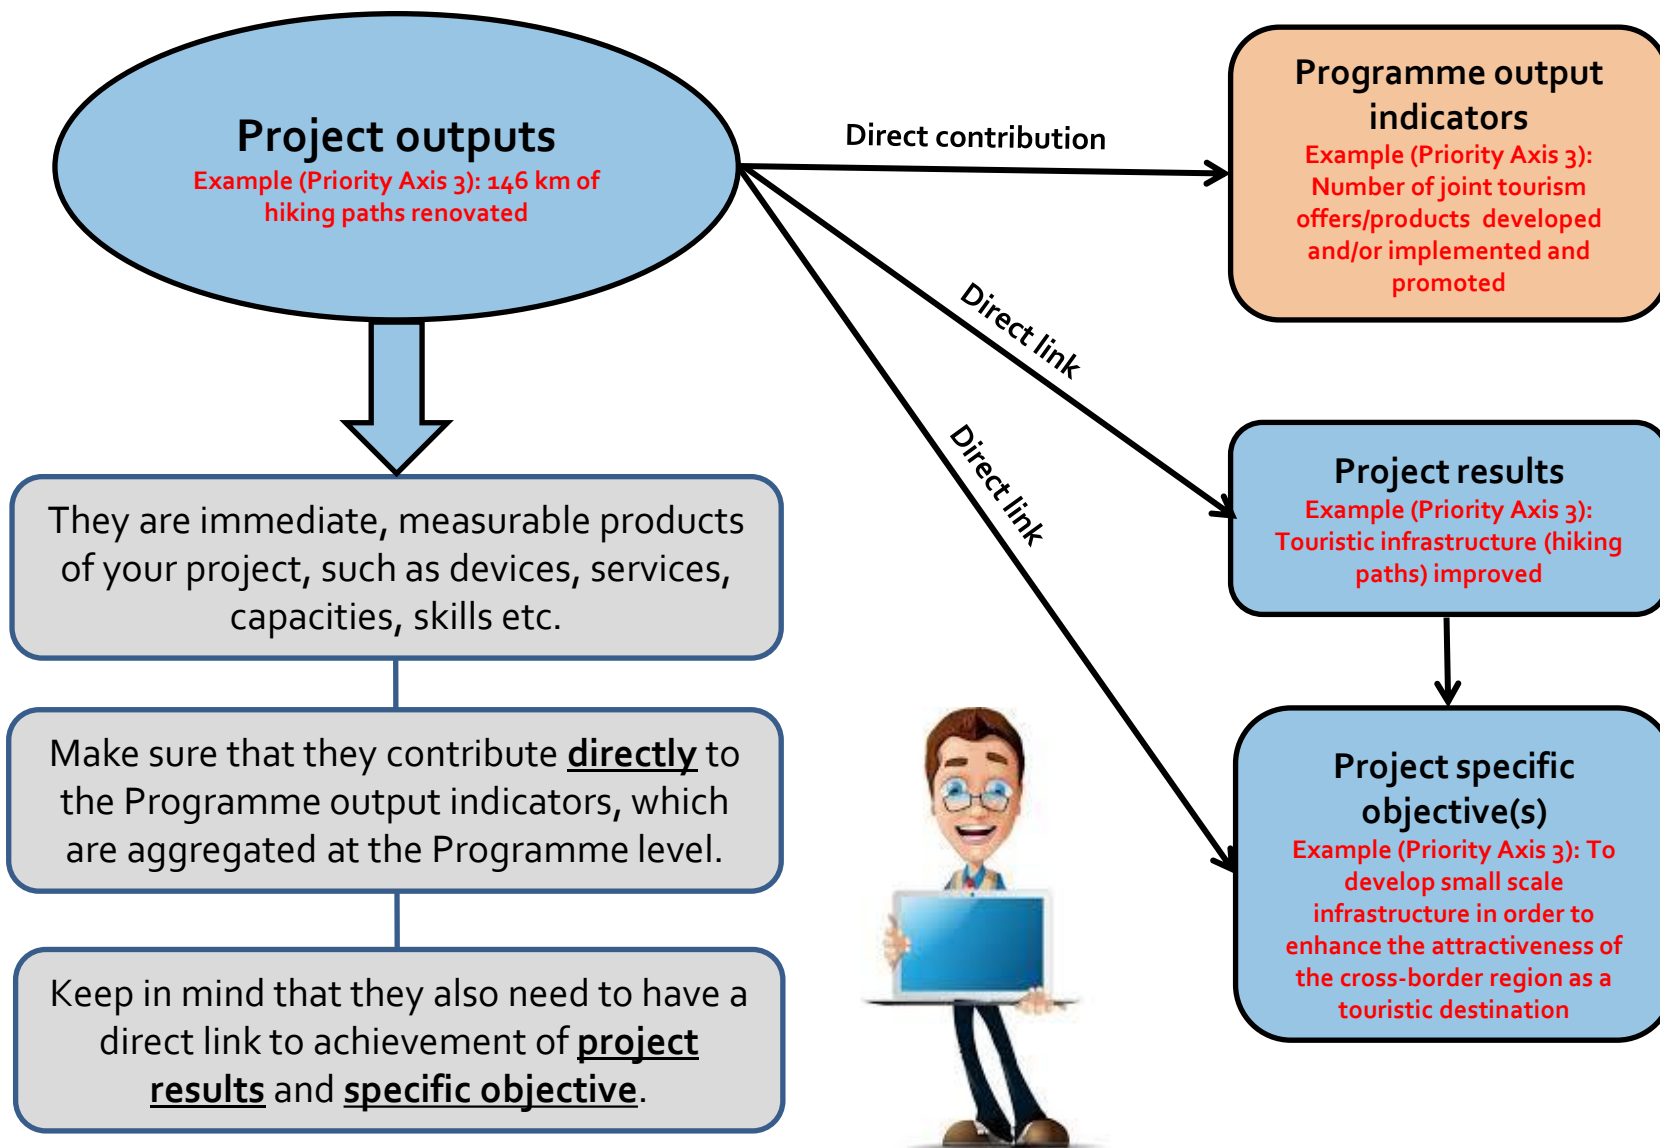 Project outputs
Example (Priority Axis 3): 146 km of
hiking paths renovated
Direct contribution
Programme output
indicators
Example (Priority Axis 3):
Number of joint tourism
offers/products developed
and/or implemented and
promoted
Direct link
Direct link
Project results
Example (Priority Axis 3):
Touristic infrastructure (hiking
paths) improved
Project specific
objective(s)
Example (Priority Axis 3): To
develop small scale
infrastructure in order to
enhance the attractiveness of
the cross-border region as a
touristic destination
They are immediate, measurable products
of your project, such as devices, services,
capacities, skills etc.
Make sure that they contribute directly to
the Programme output indicators, which
are aggregated at the Programme level.
Keep in mind that they also need to have a
direct link to achievement of project
results and specific objective.